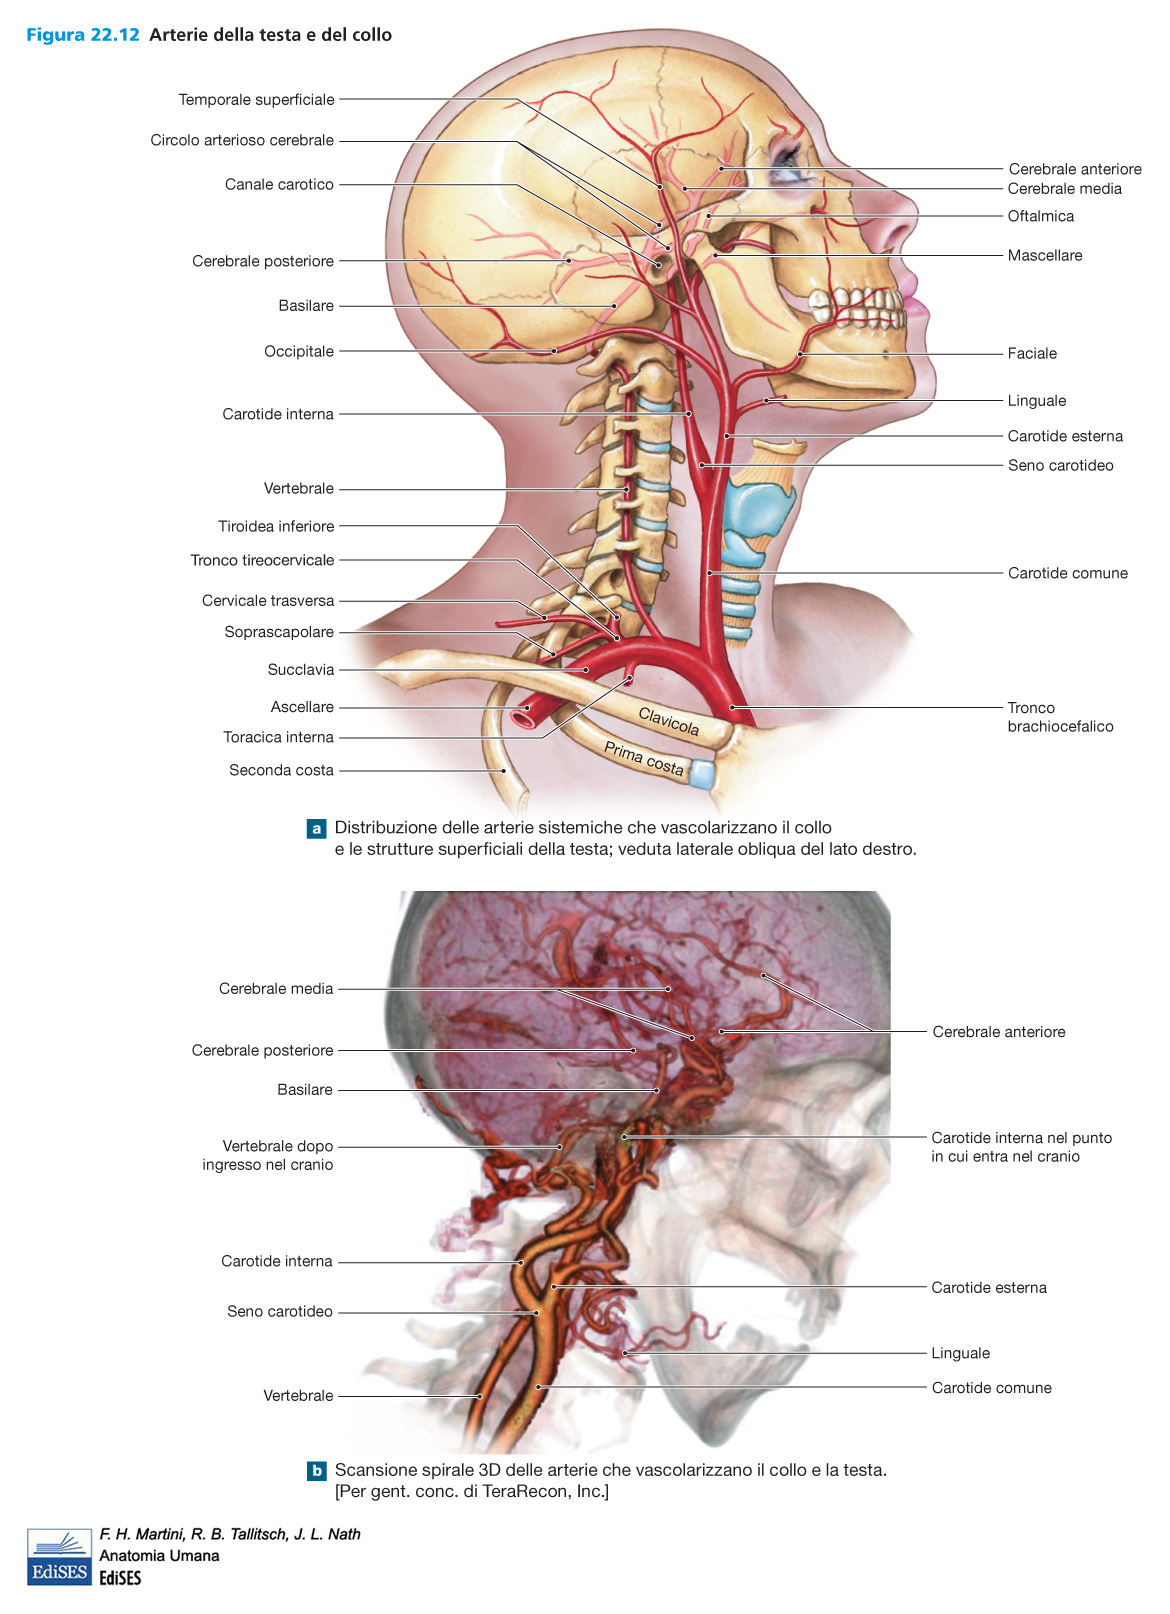 Figura 22.12 Arterie della testa e del collo
Temporale superficiale
Circolo arterioso cerebrale
Canale carotico
Cerebrale posteriore
Basilare
Occipitale
Carotide interna
Vertebrale
Tiroidea inferiore
Tronco tireocervicale
Cervicale trasversa
Soprascapolare
Succlavia
Ascellare
Toracica interna
Seconda costa
Cerebrale anteriore
Cerebrale media
Oftalmica
Mascellare
Faciale
Linguale
Carotide esterna
Seno carotideo
Carotide comune
Tronco
brachiocefalico
Clavicola
Prima costa
a Distribuzione delle arterie sistemiche che vascolarizzano il collo
e le strutture superficiali della testa; veduta laterale obliqua del lato destro.
Cerebrale media
Cerebrale posteriore
Basilare
Vertebrale dopo
ingresso nel cranio
Carotide interna
Seno carotideo
Vertebrale
Cerebrale anteriore
Carotide interna nel punto
in cui entra nel cranio
Carotide esterna
Linguale
Carotide comune
b Scansione spirale 3D delle arterie che vascolarizzano il collo e la testa.
[Per gent. conc. di TeraRecon, Inc.]
F. H. Martini, R. B. Tallitsch, J. L. Nath
Anatomia Umana
EdiSES
EdiSES